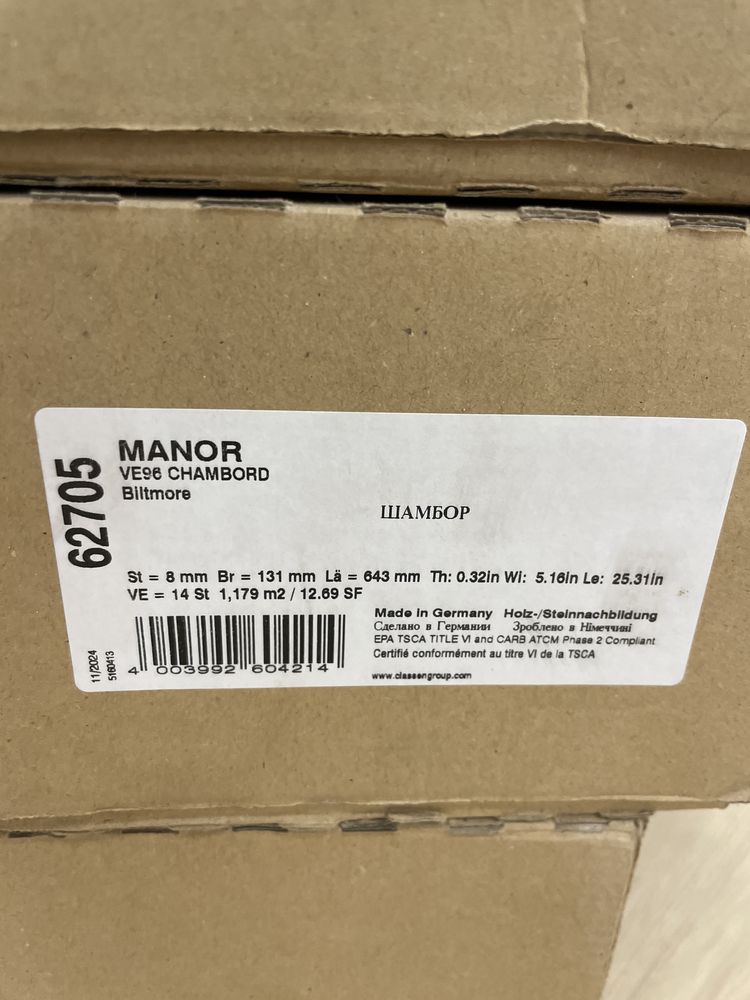 62705
MANOR
VE96 CHAMBORD
Biltmore
ШАМБОР
St = 8 mm Br = 131 mm Lä = 643 mm Th: 0.32in Wi: 5.16in Le: 25.31in
VE = 14 St 1,179 m2 / 12.69 SF
11/2024
5160413
4 003992 604214
Made in Germany Holz-/Steinnachbildung
Сделано в Германии Зроблено в Німеччині
EPA TSCA TITLE VI and CARB ATCM Phase 2 Compliant
Certifié conformément au titre VI de la TSCA
www.classengroup.com